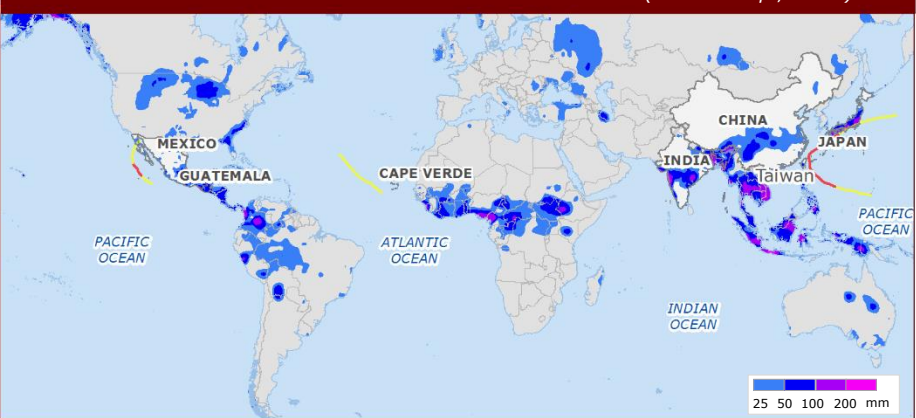 CHINA
MEXICO
JAPAN
INDIA
CAPE VERDE
GUATEMALA
Taiwan
PACIFIC
OCEAN
PACIFIC
OCEAN
ATLANTIC
OCEAN
INDIAN
OCEAN
25 50 100 200 mm